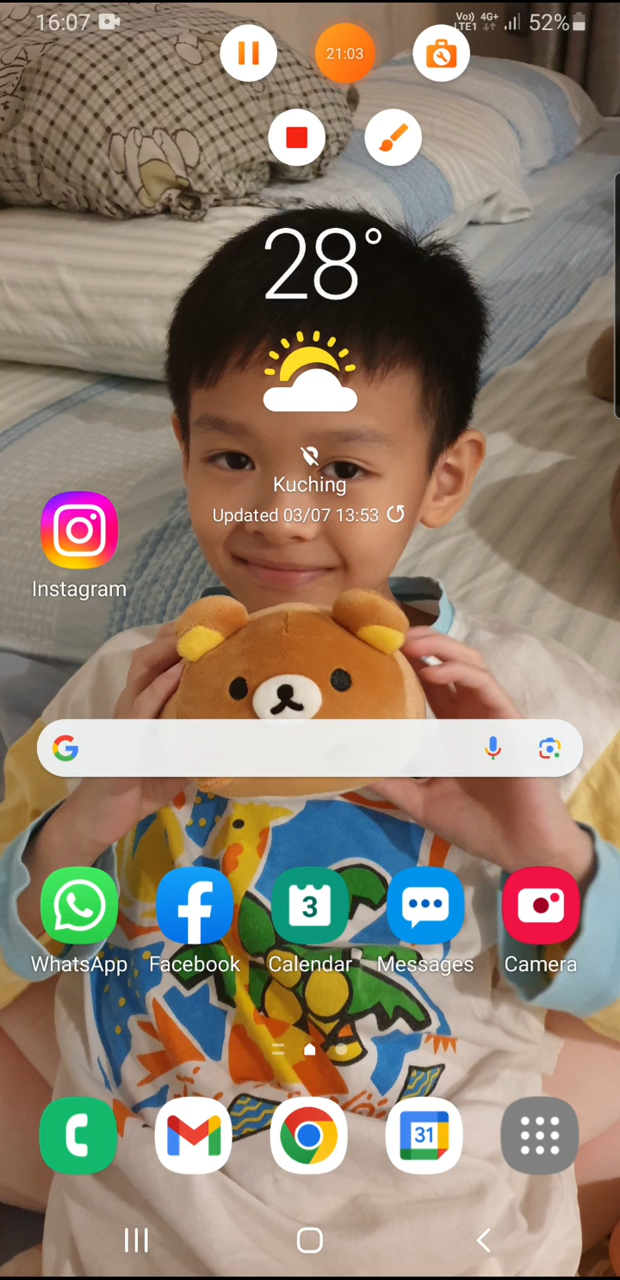 16:07
Vo)) 4G+
LTE1
52%
21:03
28°
Kuching
Updated 03/07 13:53
Instagram
G
3
WhatsApp Facebook Calendar Messages Camera
31